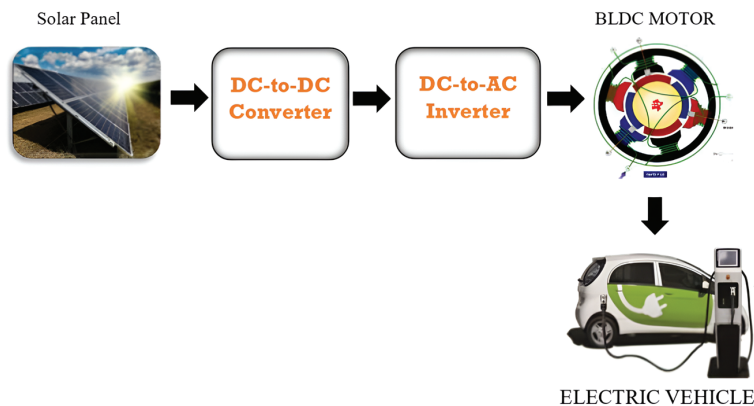 Solar Panel
BLDC MOTOR
DC-to-DC
Converter
DC-to-AC
Inverter
ELECTRIC VEHICLE